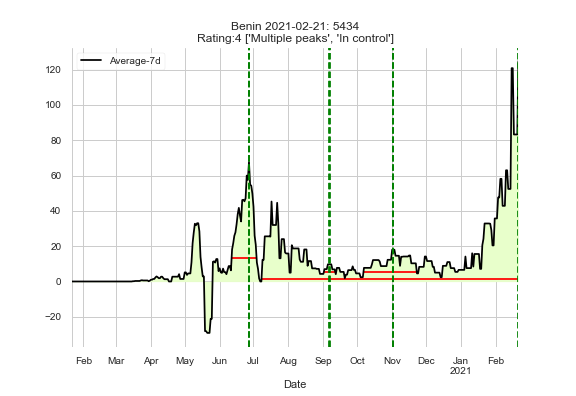 Benin 2021-02-21: 5434
Rating:4 ['Multiple peaks', 'In control']
Average-7d
120
100
80
60
40
20
0
−20
Feb Mar Apr May Jun Jul Aug Sep Oct Nov Dec Jan Feb
2021
Date